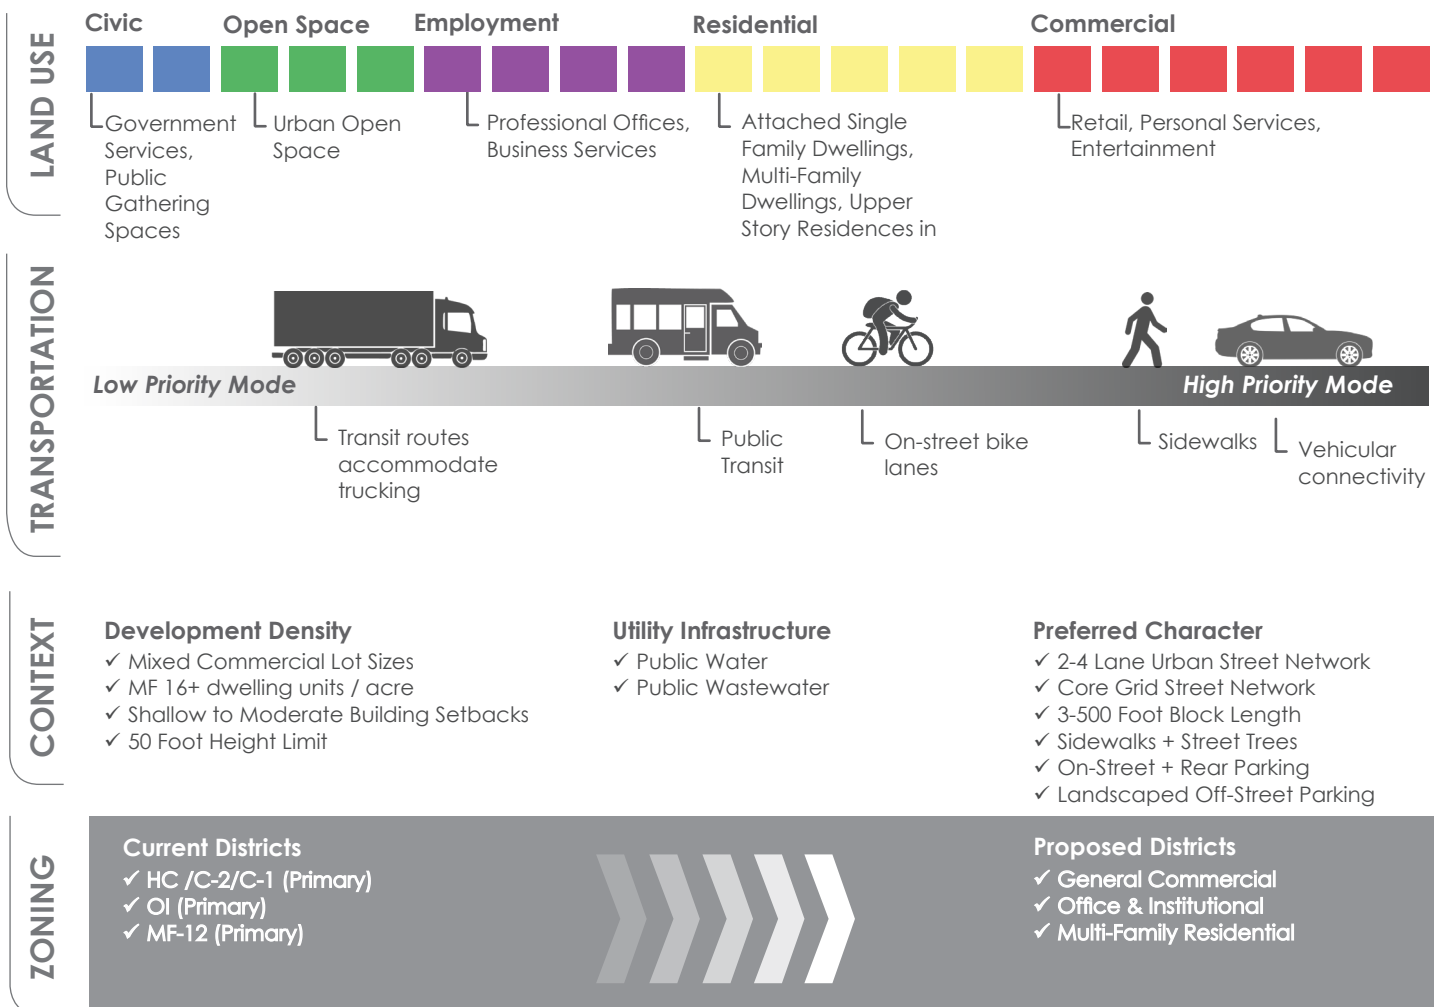 LAND USE
Civic
Open Space
Employment
Residential
Commercial
Government
Services,
Public
Gathering
Spaces
Urban Open
Space
Professional Offices,
Business Services
Attached Single
Family Dwellings,
Multi-Family
Dwellings, Upper
Story Residences in
Retail, Personal Services,
Entertainment
TRANSPORTATION
Low Priority Mode
High Priority Mode
Transit routes
accommodate
trucking
Public
Transit
On-street bike
lanes
Sidewalks
Vehicular
connectivity
CONTEXT
Development Density
✓ Mixed Commercial Lot Sizes
✓ MF 16+ dwelling units / acre
✓ Shallow to Moderate Building Setbacks
✓ 50 Foot Height Limit
Utility Infrastructure
✓ Public Water
✓ Public Wastewater
Preferred Character
✓ 2-4 Lane Urban Street Network
✓ Core Grid Street Network
✓ 3-500 Foot Block Length
✓ Sidewalks + Street Trees
✓ On-Street + Rear Parking
✓ Landscaped Off-Street Parking
ZONING
Current Districts
✓ HC /C-2/C-1 (Primary)
✓ OI (Primary)
✓ MF-12 (Primary)
Proposed Districts
✓ General Commercial
✓ Office & Institutional
✓ Multi-Family Residential